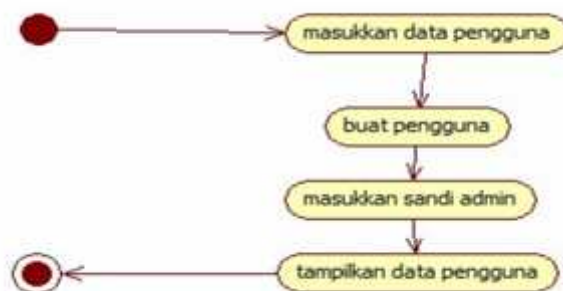 masukkan data pengguna
buat pengguna
masukkan sandi admin
tampilkan data pengguna